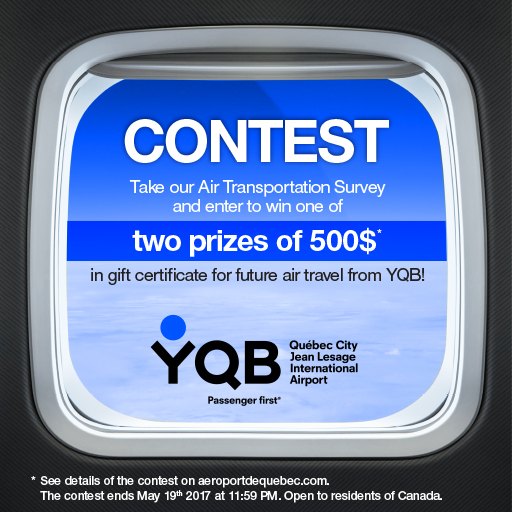 CONTEST
Take our Air Transportation Survey
and enter to win one of
two prizes of 500$*
in gift certificate for future air travel from YQB!
YQB
Québec City
Jean Lesage
International
Airport
Passenger first*
* See details of the contest on aeroportdequebec.com.
The contest ends May 19th 2017 at 11:59 PM. Open to residents of Canada.